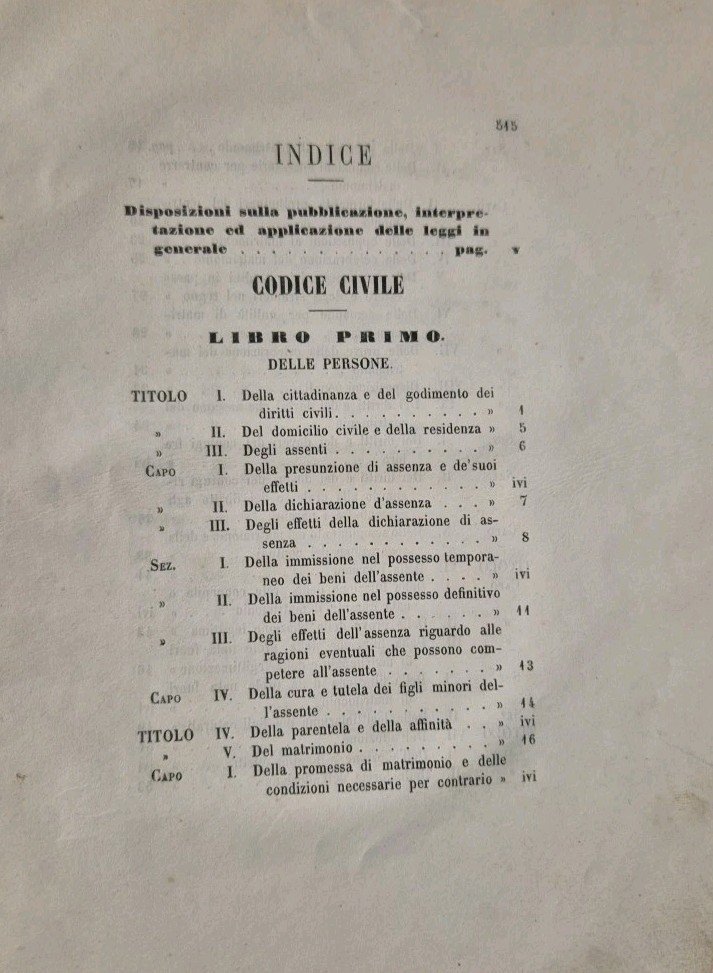 515
INDICE
Disposizioni sulla pubblicazione, interpre-
tazione ed applicazione delle leggi in
generale . . . . . . . . . . . . pag. v
CODICE CIVILE
LIBRO PRIMO.
DELLE PERSONE.
TITOLO I. Della cittadinanza e del godimento dei
diritti civili . . . . . . . . . . » 1
» II. Del domicilio civile e della residenza » 5
» III. Degli assenti . . . . . . . . . . » 6
CAPO I. Della presunzione di assenza e de'suoi
effetti . . . . . . . . . . . . » ivi
» II. Della dichiarazione d'assenza . . . » 7
» III. Degli effetti della dichiarazione di as-
senza . . . . . . . . . . . . » 8
SEZ. I. Della immissione nel possesso tempora-
neo dei beni dell'assente . . . . » ivi
» II. Della immissione nel possesso definitivo
dei beni dell'assente . . . . . . » 11
» III. Degli effetti dell'assenza riguardo alle
ragioni eventuali che possono com-
petere all'assente . . . . . . . » 13
CAPO IV. Della cura e tutela dei figli minori del-
l'assente . . . . . . . . . . . » 14
TITOLO IV. Della parentela e della affinità . . » ivi
» V. Del matrimonio . . . . . . . . . » 16
CAPO I. Della promessa di matrimonio e delle
condizioni necessarie per contrario » ivi